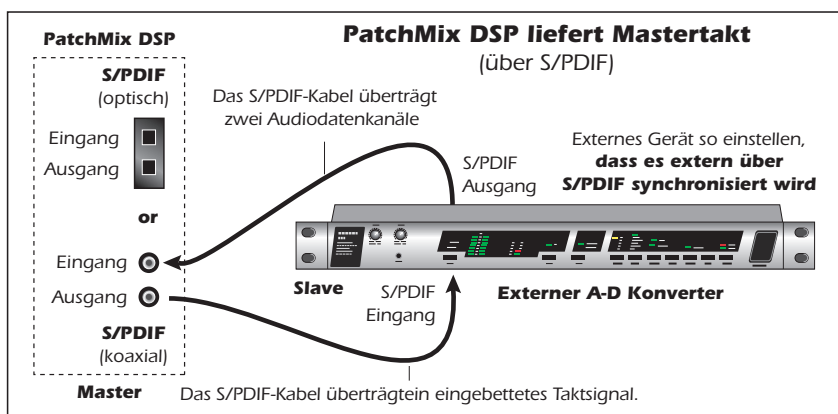 PatchMix DSP
PatchMix DSP liefert Mastertakt
(über S/PDIF)
S/PDIF
(optisch)
Eingang
Ausgang
or
Eingang
Ausgang
S/PDIF
(koaxial)
Master
Das S/PDIF-Kabel überträgt
zwei Audiodatenkanäle
S/PDIF
Ausgang
Externes Gerät so einstellen,
dass es extern über
S/PDIF synchronisiert wird
Slave
S/PDIF
Eingang
Externer A-D Konverter
Das S/PDIF-Kabel überträgtein eingebettetes Taktsignal.